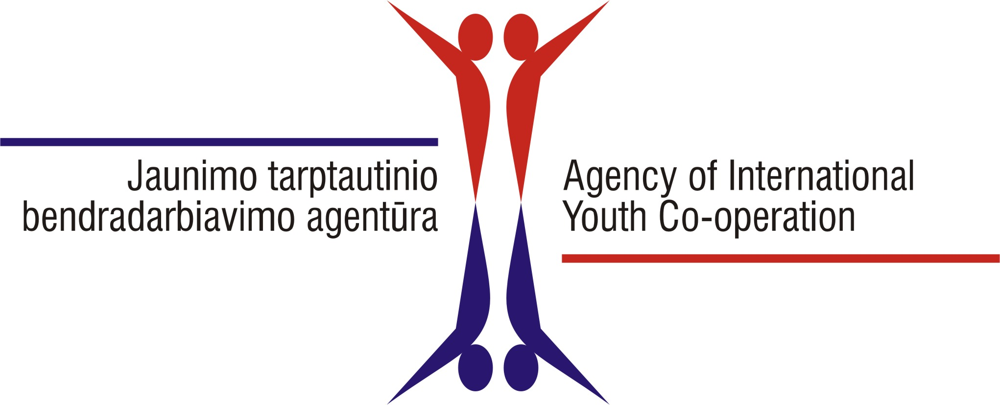 Jaunimo tarptautinio
bendradarbiavimo agentūra
Agency of International
Youth Co-operation